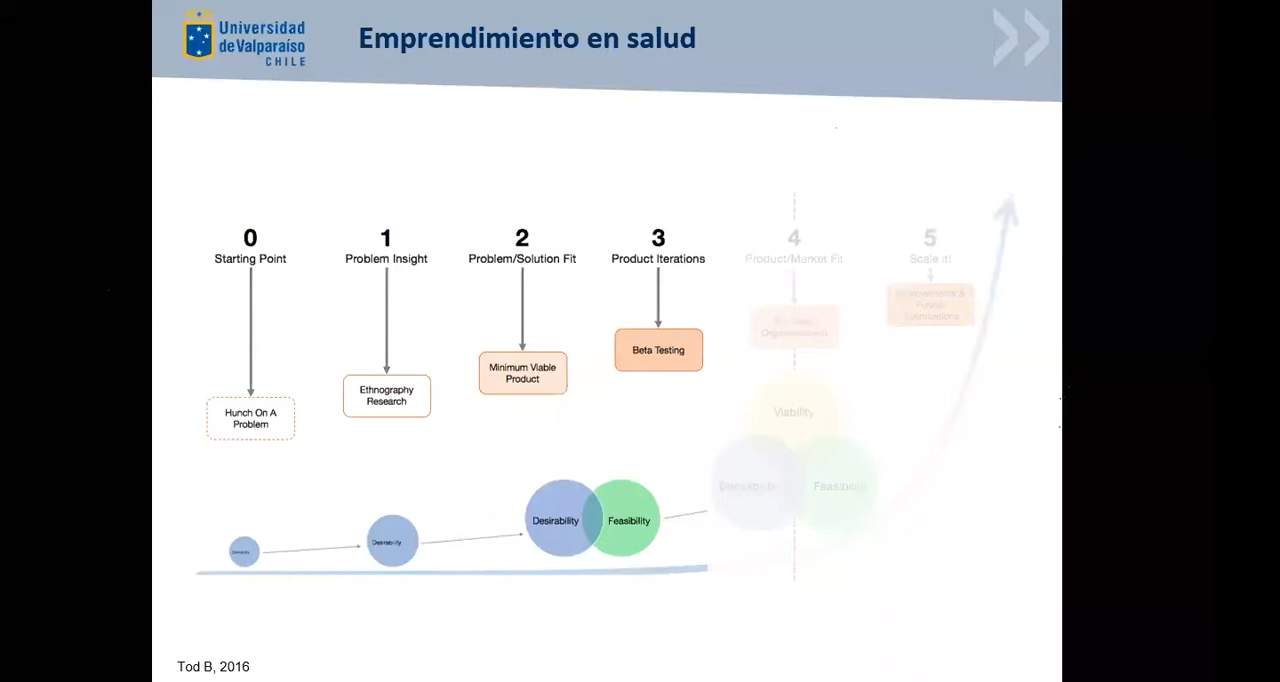 Universidad
de Valparaíso
CHILE
Emprendimiento en salud
0
Starting Point
1
Problem Insight
2
Problem/Solution Fit
3
Product Iterations
4
Product/Market Fit
5
Scale it!
Hunch On A
Problem
Ethnography
Research
Minimum Viable
Product
Beta Testing
Viability
Desirability
Feasibility
Desirability
Desirability
Feasibility
Tod B, 2016